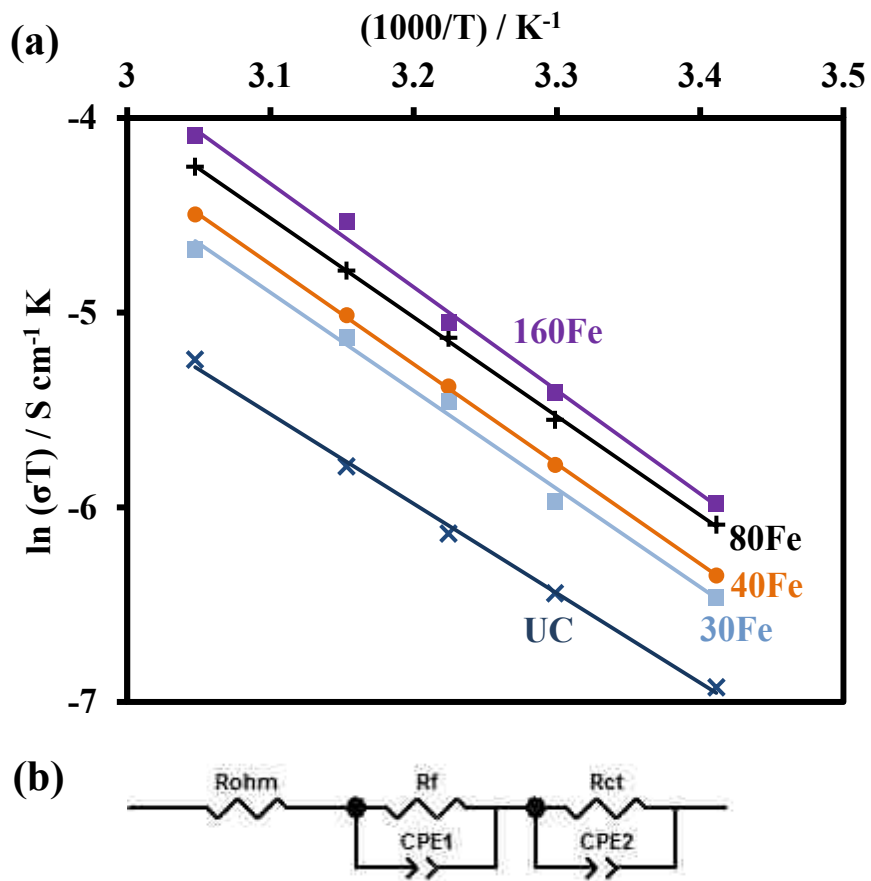 (a)
(1000/T) / K⁻¹
3 3.1 3.2 3.3 3.4 3.5
ln (σT) / S cm⁻¹ K
-4
-5
-6
-7
160Fe
80Fe
40Fe
30Fe
UC
(b)
Rohm Rf Rct
CPE1 CPE2